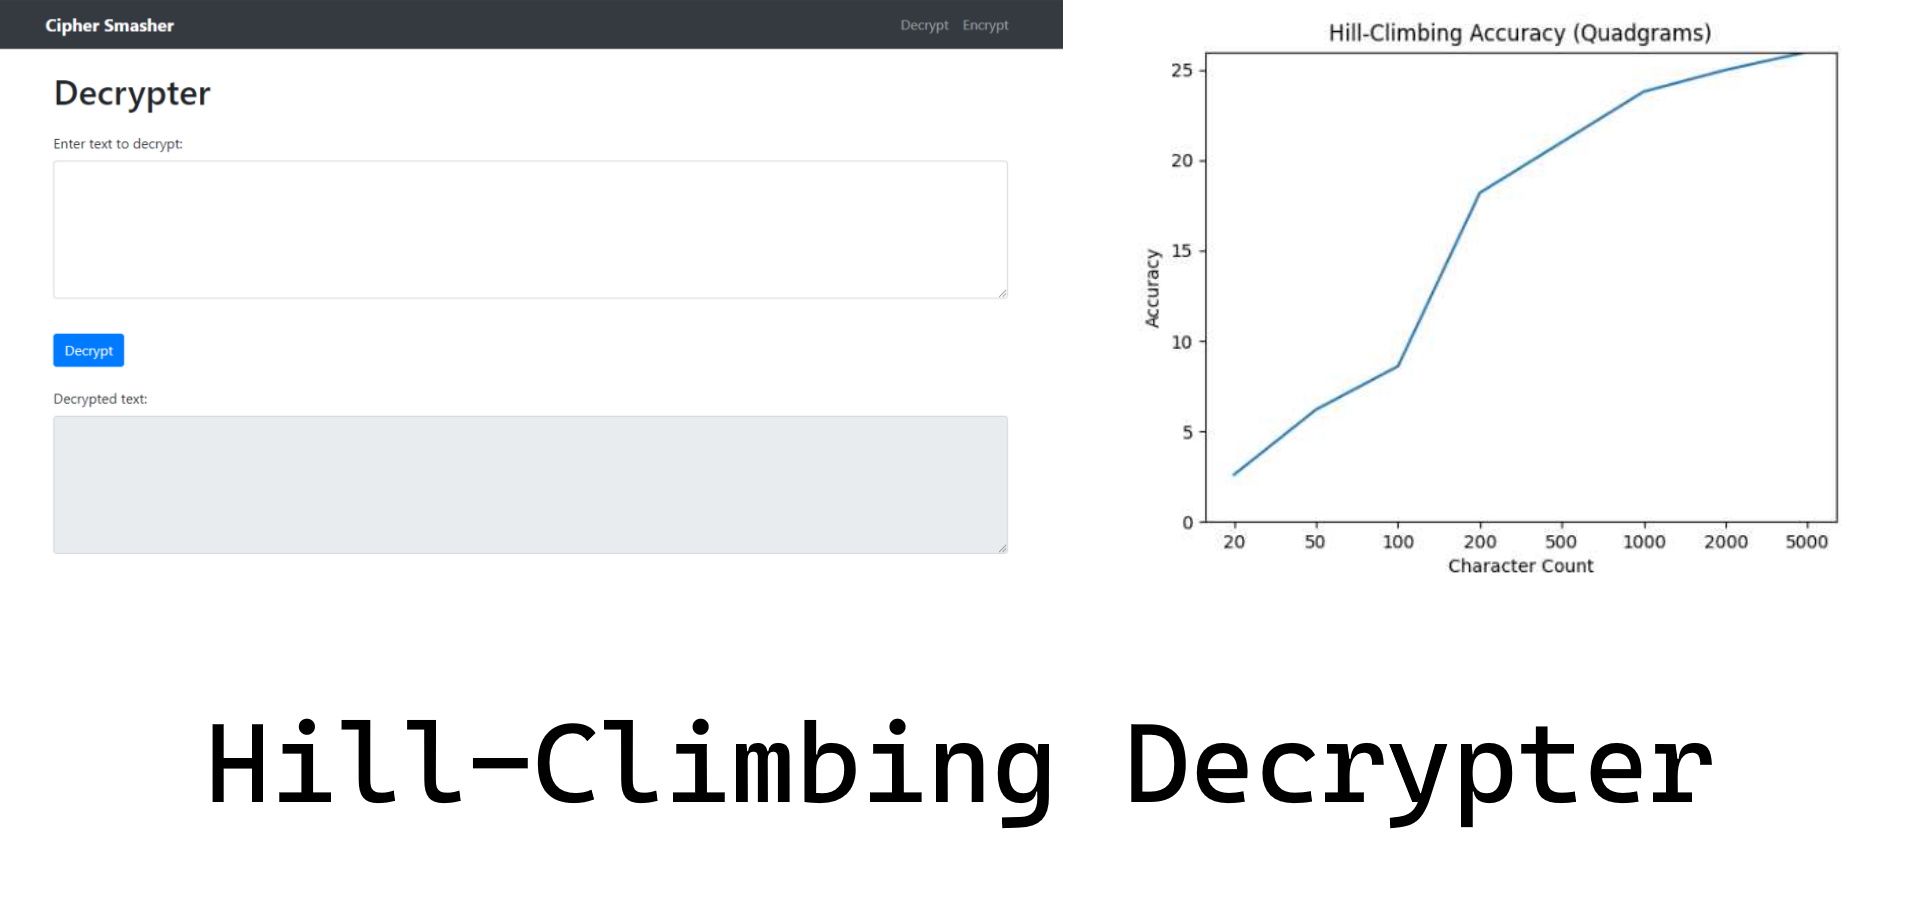 Cipher Smasher
Decrypt Encrypt
Decrypter
Enter text to decrypt:
Decrypt
Decrypted text:
Hill-Climbing Accuracy (Quadgrams)
25
20
15
10
5
0
Accuracy
20 50 100 200 500 1000 2000 5000
Character Count
Hill-Climbing Decrypter